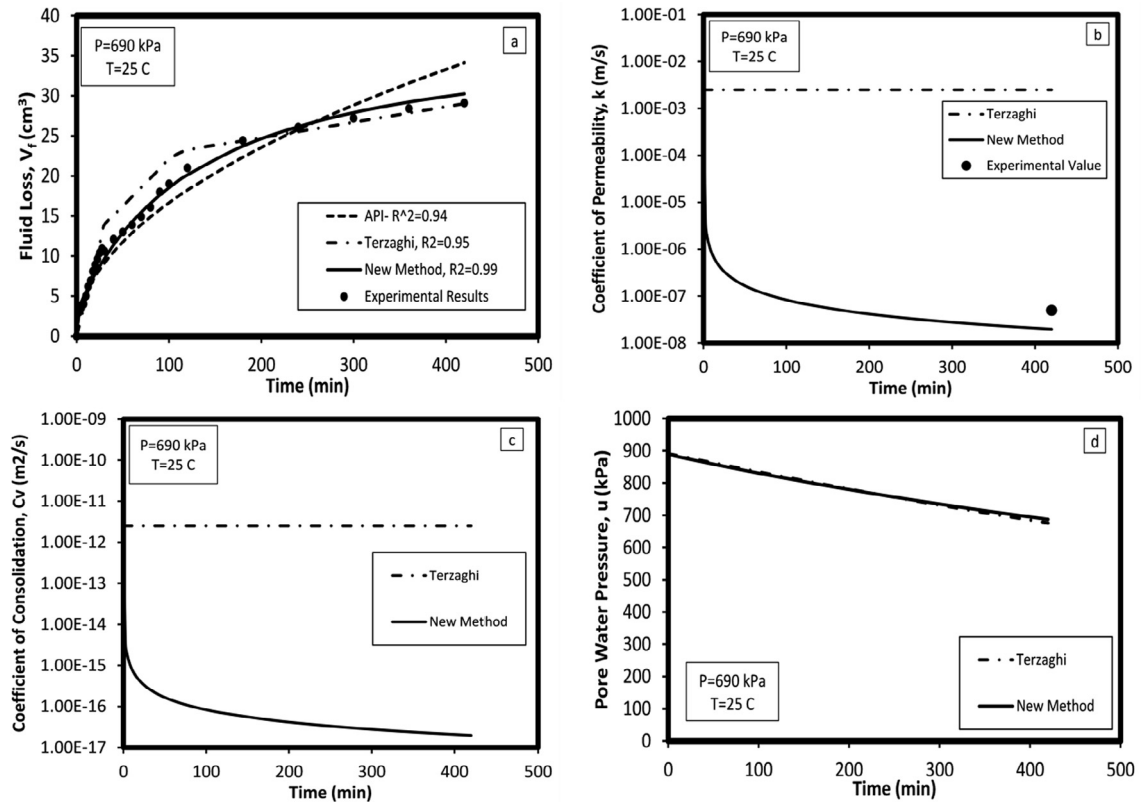 40
35
30
25
20
15
10
5
0
P=690 kPa
T=25 C
a
API- R^2=0.94
Terzaghi, R2=0.95
New Method, R2=0.99
Experimental Results
0 100 200 300 400 500
Time (min)
Fluid Loss, Vf (cm³)
1.00E-01
1.00E-02
1.00E-03
1.00E-04
1.00E-05
1.00E-06
1.00E-07
1.00E-08
P=690 kPa
T=25 C
b
Terzaghi
New Method
Experimental Value
0 100 200 300 400 500
Time (min)
Coefficient of Permeability, k (m/s)
1.00E-09
1.00E-10
1.00E-11
1.00E-12
1.00E-13
1.00E-14
1.00E-15
1.00E-16
1.00E-17
P=690 kPa
T=25 C
c
Terzaghi
New Method
0 100 200 300 400 500
Time (min)
Coefficient of Consolidation, Cv (m2/s)
1000
900
800
700
600
500
400
300
200
100
0
d
P=690 kPa
T=25 C
Terzaghi
New Method
0 100 200 300 400 500
Time (min)
Pore Water Pressure, u (kPa)